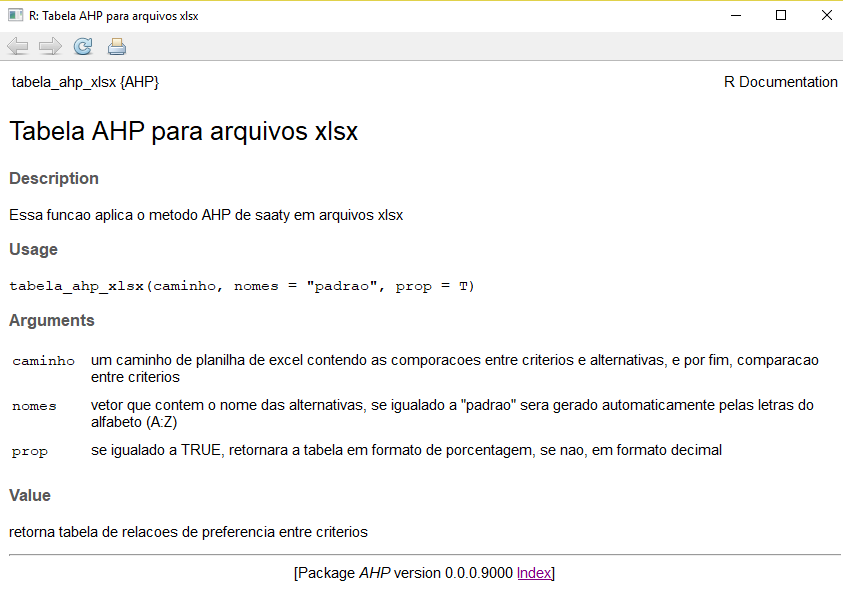 R: Tabela AHP para arquivos xlsx
tabela_ahp_xlsx {AHP}
R Documentation
Tabela AHP para arquivos xlsx
Description
Essa funcao aplica o metodo AHP de saaty em arquivos xlsx
Usage
tabela_ahp_xlsx(caminho, nomes = "padrao", prop = T)
Arguments
caminho um caminho de planilha de excel contendo as comporacoes entre criterios e alternativas, e por fim, comparacao
entre criterios
nomes vetor que contem o nome das alternativas, se igualado a "padrao" sera gerado automaticamente pelas letras do
alfabeto (A:Z)
prop se igualado a TRUE, retornara a tabela em formato de porcentagem, se nao, em formato decimal
Value
retorna tabela de relacoes de preferencia entre criterios
[Package AHP version 0.0.0.9000 Index]